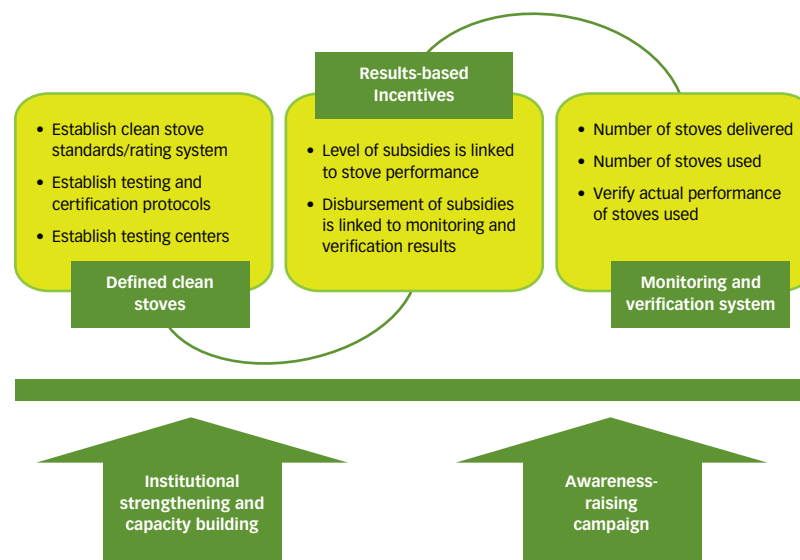 • Establish clean stove
standards/rating system
• Establish testing and
certification protocols
• Establish testing centers
Defined clean
stoves
Results-based
Incentives
• Level of subsidies is linked
to stove performance
• Disbursement of subsidies
is linked to monitoring and
verification results
• Number of stoves delivered
• Number of stoves used
• Verify actual performance
of stoves used
Monitoring and
verification system
Institutional
strengthening and
capacity building
Awareness-
raising
campaign